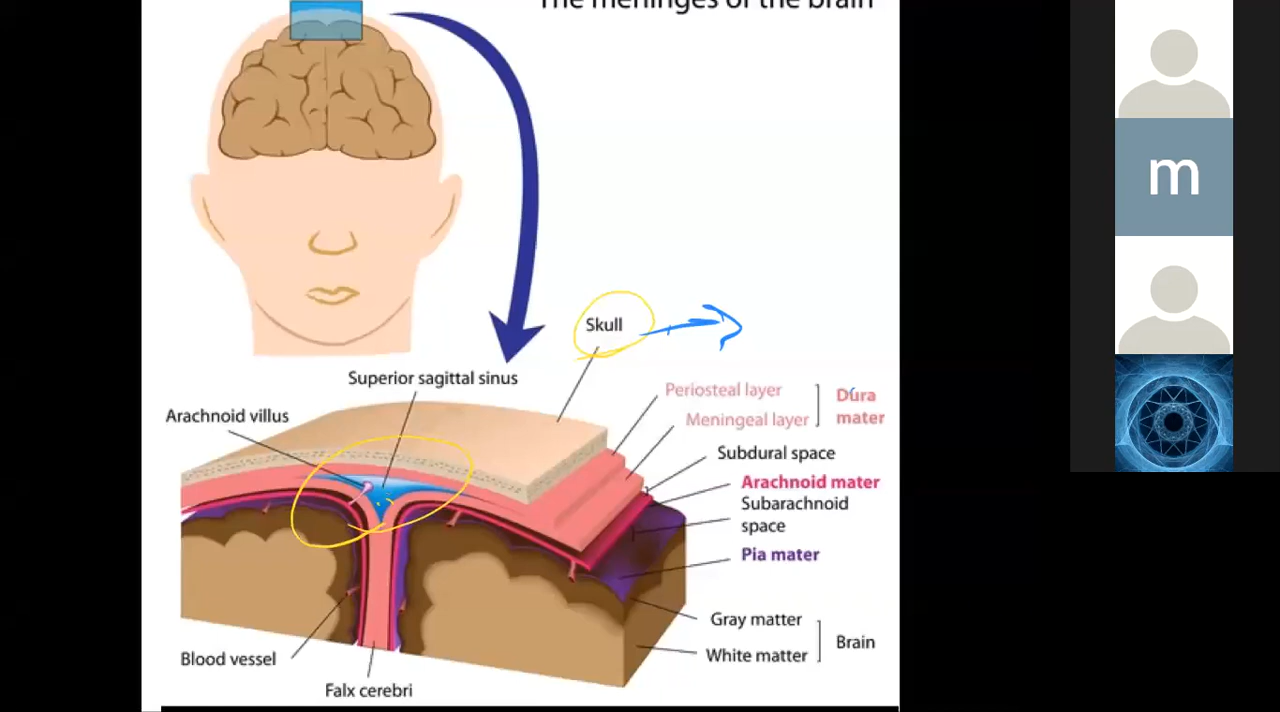 The meninges of the brain
Skull
Superior sagittal sinus
Arachnoid villus
Periosteal layer
Meningeal layer
Dura
mater
Subdural space
Arachnoid mater
Subarachnoid
space
Pia mater
Gray matter
White matter
Brain
Blood vessel
Falx cerebri
m